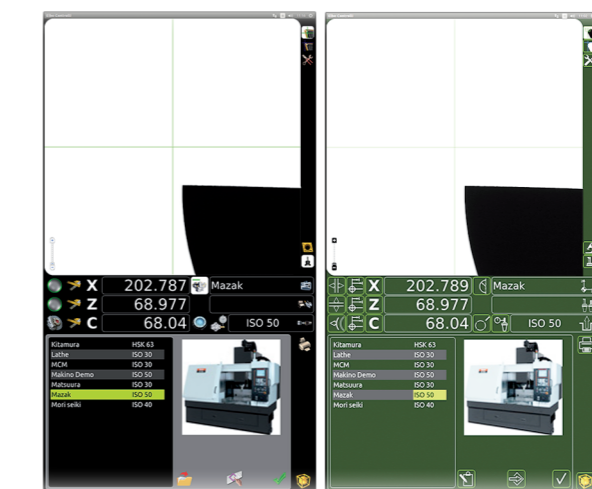 X 202.787 Mazak
Z 68.977
C 68.04 ISO 50
Kitamura HSK 63
Lathe ISO 30
MCM ISO 30
Makino Demo ISO 50
Matsuura ISO 30
Mazak ISO 50
Mori seiki ISO 40
X 202.789 Mazak
Z 68.977
C 68.04 ISO 50
Kitamura HSK 63
Lathe ISO 30
MCM ISO 30
Makino Demo ISO 50
Matsuura ISO 30
Mazak ISO 50
Mori seiki ISO 40